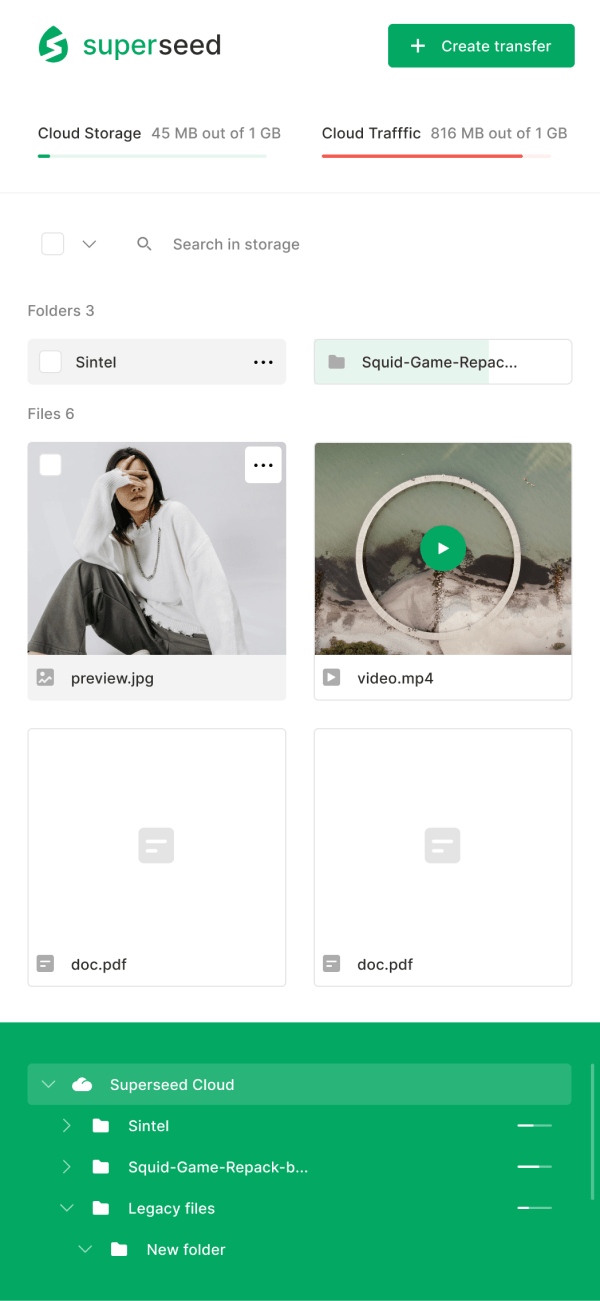 superseed
Create transfer
Cloud Storage 45 MB out of 1 GB
Cloud Trafffic 816 MB out of 1 GB
Search in storage
Folders 3
Sintel
Squid-Game-Repac...
Files 6
preview.jpg
video.mp4
doc.pdf
doc.pdf
Superseed Cloud
Sintel
Squid-Game-Repack-b...
Legacy files
New folder